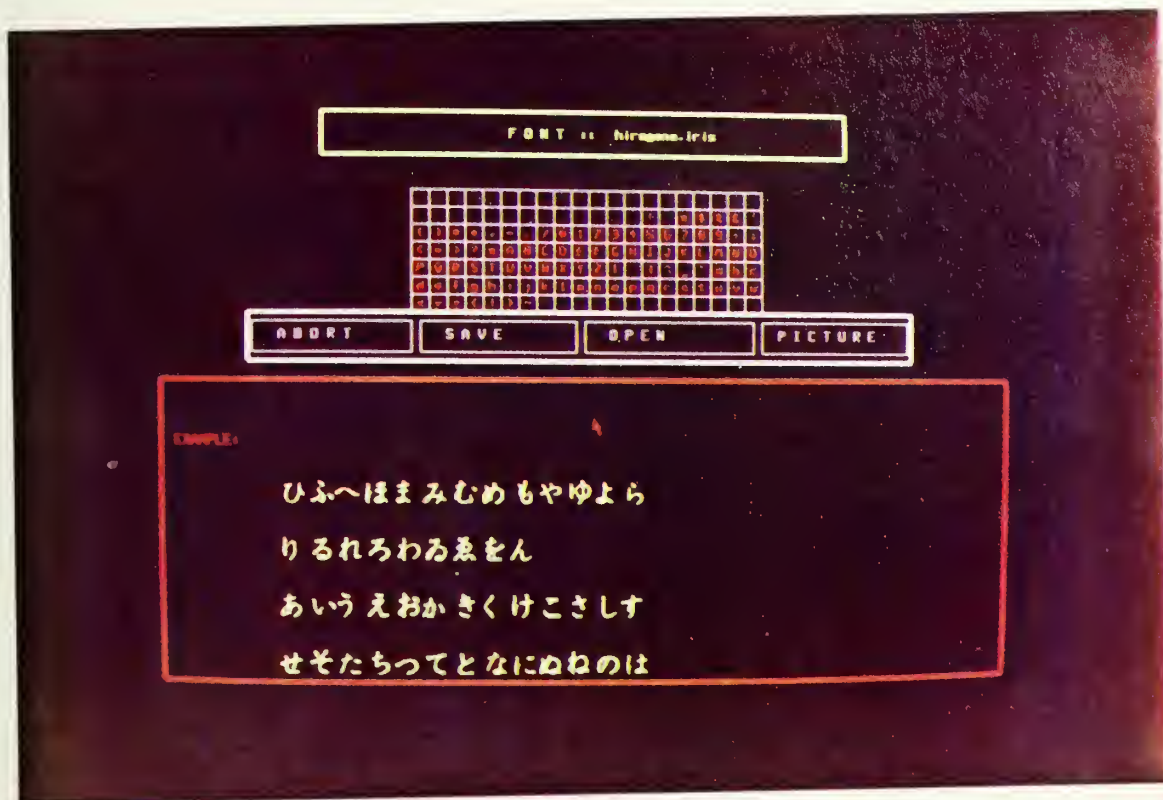 FONT :: hiragana.iris
ABORT
SAVE
OPEN
PICTURE
EXAMPLE:
ひふへほまみむめもやゆよら
りるれろわゐゑをん
あいうえおかきくけこさしす
せそたちつてとなにぬねのは